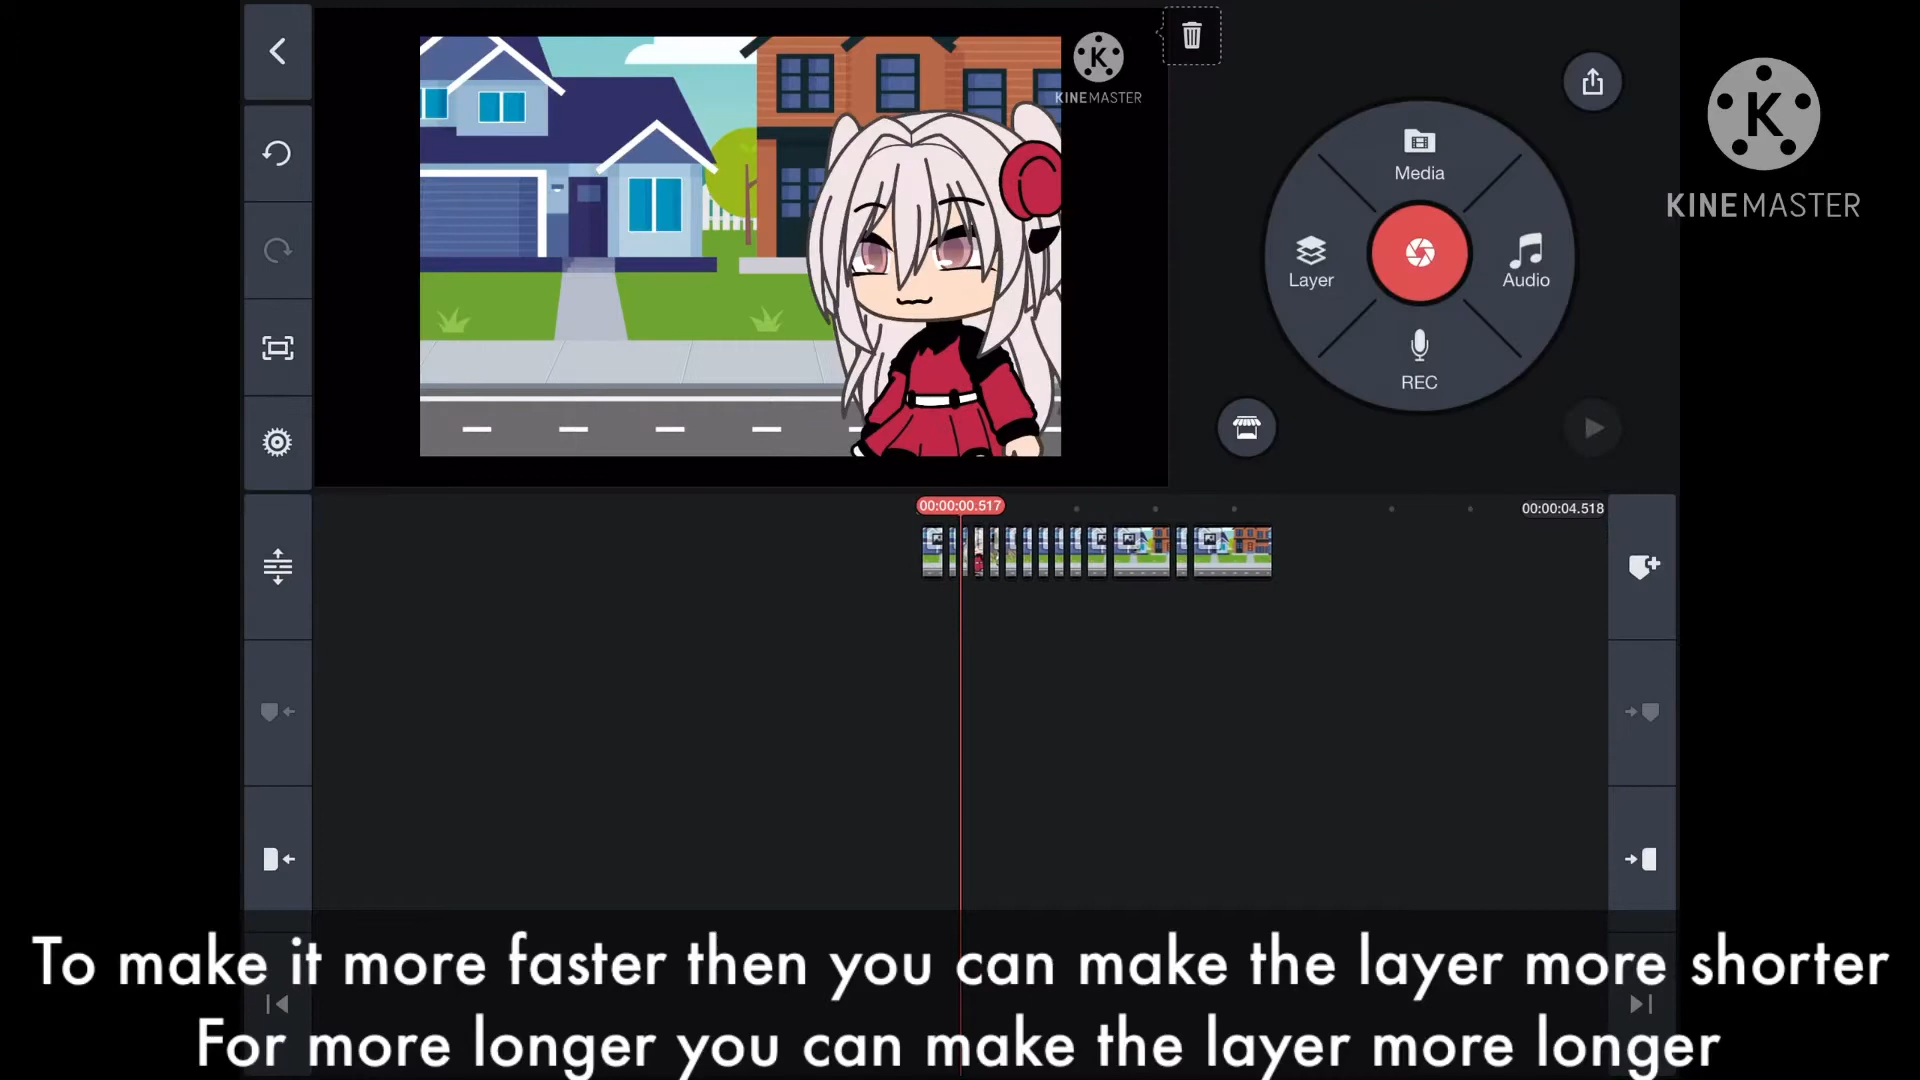 KINEMASTER
Media
Layer
Audio
REC
KINEMASTER
00:00:00.517
00:00:04.518
To make it more faster then you can make the layer more shorter
For more longer you can make the layer more longer